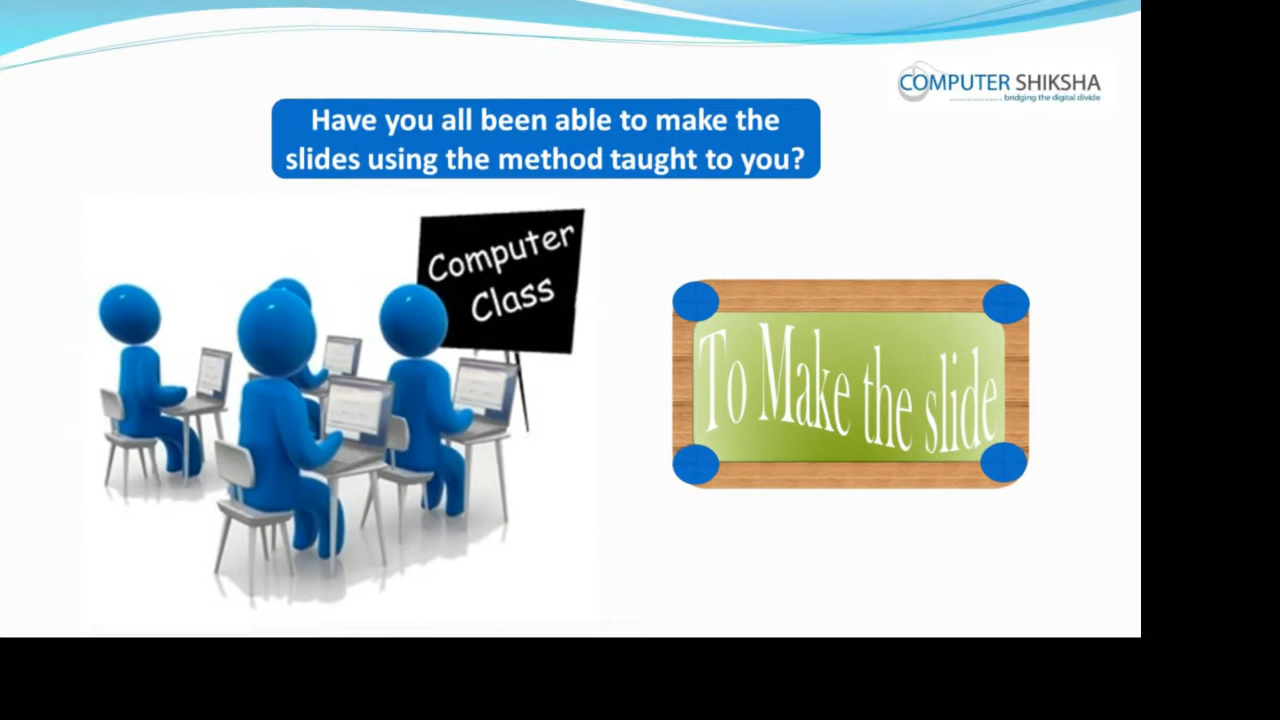 COMPUTER SHIKSHA
bridging the digital divide
Have you all been able to make the
slides using the method taught to you?
Computer
Class
To Make the slide